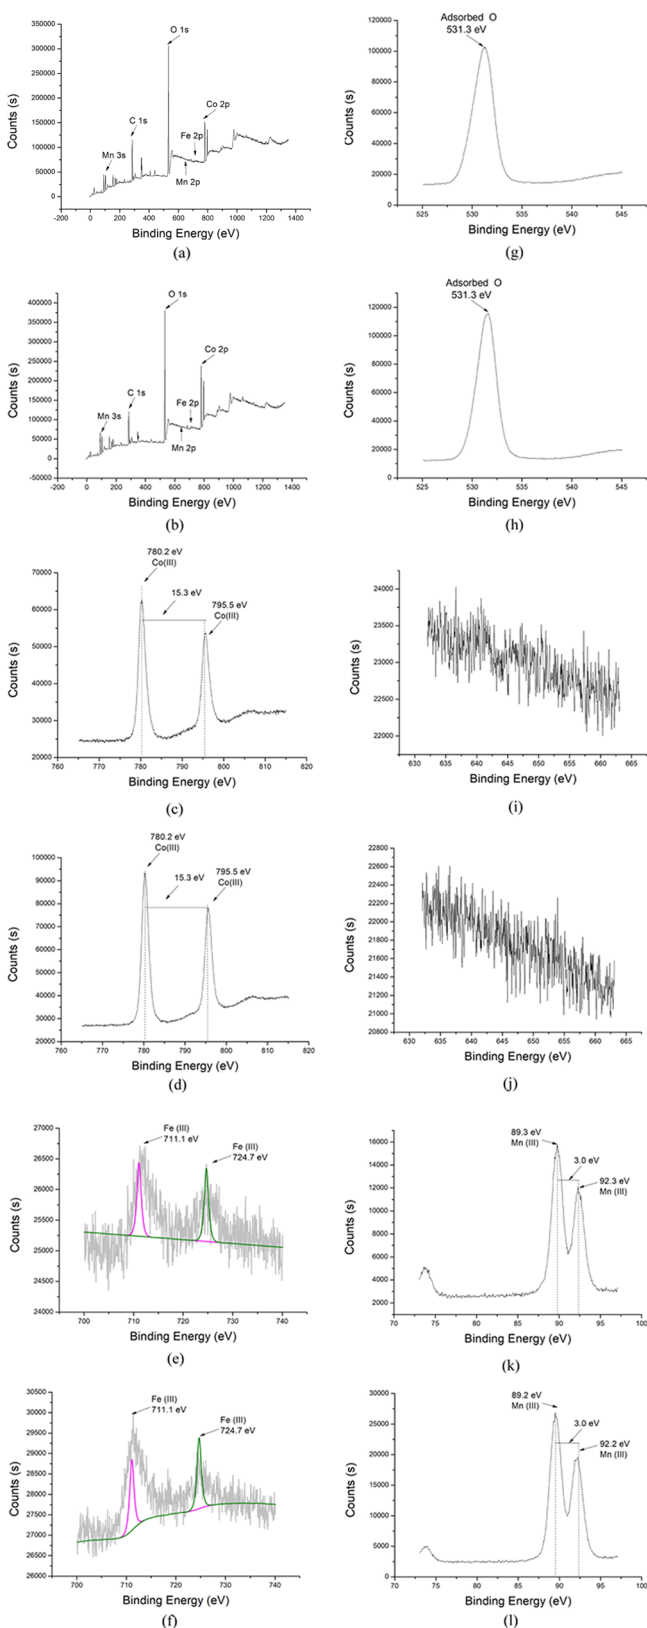 350000
300000
250000
200000
150000
100000
50000
0
Counts (s)
O 1s
Co 2p
C 1s
Fe 2p
Mn 3s
Mn 2p
-200 0 200 400 600 800 1000 1200 1400
Binding Energy (eV)
(a)
400000
350000
300000
250000
200000
150000
100000
50000
0
-50000
Counts (s)
O 1s
Co 2p
C 1s
Fe 2p
Mn 3s
Mn 2p
-200 0 200 400 600 800 1000 1200 1400
Binding Energy (eV)
(b)
780.2 eV
Co(III)
15.3 eV
795.5 eV
Co(III)
70000
60000
50000
40000
30000
20000
Counts (s)
760 770 780 790 800 810 820
Binding Energy (eV)
(c)
780.2 eV
Co(III)
15.3 eV
795.5 eV
Co(III)
100000
90000
80000
70000
60000
50000
40000
30000
20000
Counts (s)
760 770 780 790 800 810 820
Binding Energy (eV)
(d)
Fe (III)
711.1 eV
Fe (III)
724.7 eV
27000
26500
26000
25500
25000
24500
24000
Counts (s)
700 710 720 730 740
Binding Energy (eV)
(e)
Fe (III)
711.1 eV
Fe (III)
724.7 eV
30500
30000
29500
29000
28500
28000
27500
27000
26500
26000
Counts (s)
700 710 720 730 740
Binding Energy (eV)
(f)
Adsorbed O
531.3 eV
120000
100000
80000
60000
40000
20000
0
Counts (s)
525 530 535 540 545
Binding Energy (eV)
(g)
Adsorbed O
531.3 eV
120000
100000
80000
60000
40000
20000
0
Counts (s)
525 530 535 540 545
Binding Energy (eV)
(h)
24000
23500
23000
22500
22000
Counts (s)
630 635 640 645 650 655 660 665
Binding Energy (eV)
(i)
22800
22600
22400
22200
22000
21800
21600
21400
21200
21000
20800
Counts (s)
630 635 640 645 650 655 660 665
Binding Energy (eV)
(j)
89.3 eV
Mn (III)
3.0 eV
92.3 eV
Mn (III)
16000
14000
12000
10000
8000
6000
4000
2000
Counts (s)
70 75 80 85 90 95 100
Binding Energy (eV)
(k)
89.2 eV
Mn (III)
3.0 eV
92.2 eV
Mn (III)
30000
25000
20000
15000
10000
5000
0
Counts (s)
70 75 80 85 90 95 100
Binding Energy (eV)
(l)